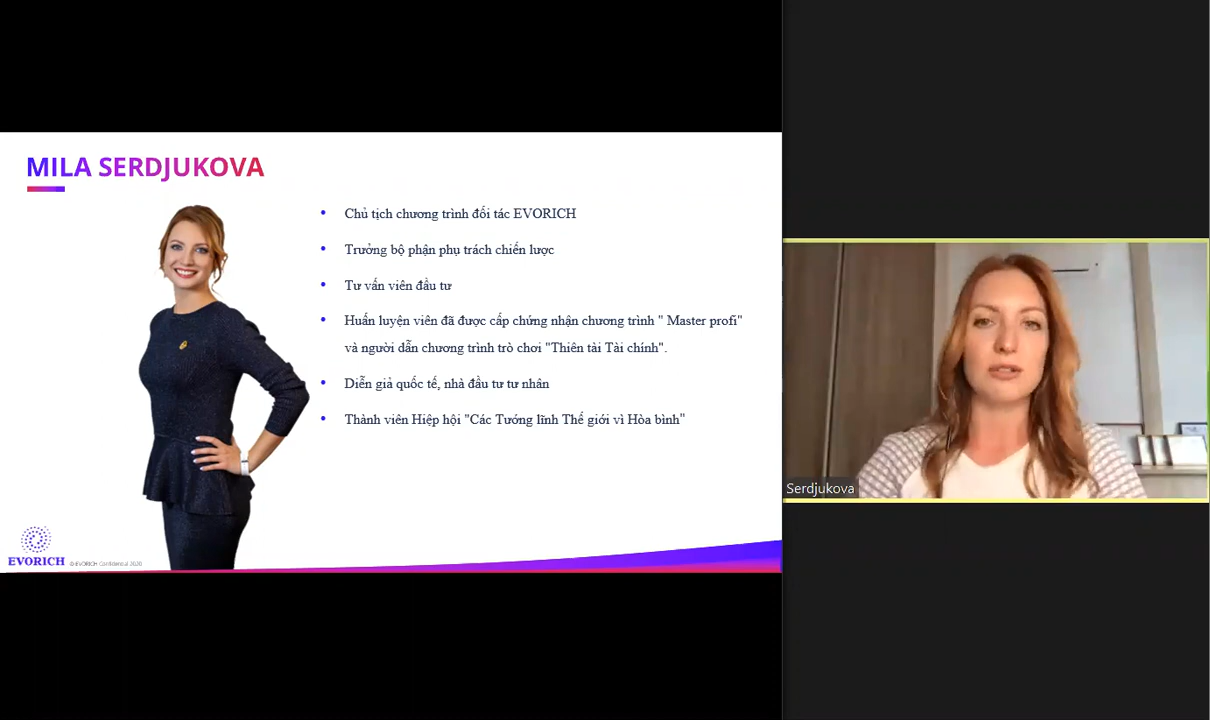 MILA SERDJUKOVA
• Chủ tịch chương trình đối tác EVORICH
• Trưởng bộ phận phụ trách chiến lược
• Tư vấn viên đầu tư
• Huấn luyện viên đã được cấp chứng nhận chương trình " Master profi"
và người dẫn chương trình trò chơi "Thiên tài Tài chính".
• Diễn giả quốc tế, nhà đầu tư tư nhân
• Thành viên Hiệp hội "Các Tướng lĩnh Thế giới vì Hòa bình"
Serdjukova
EVORICH © EVORICH Confidential 2020